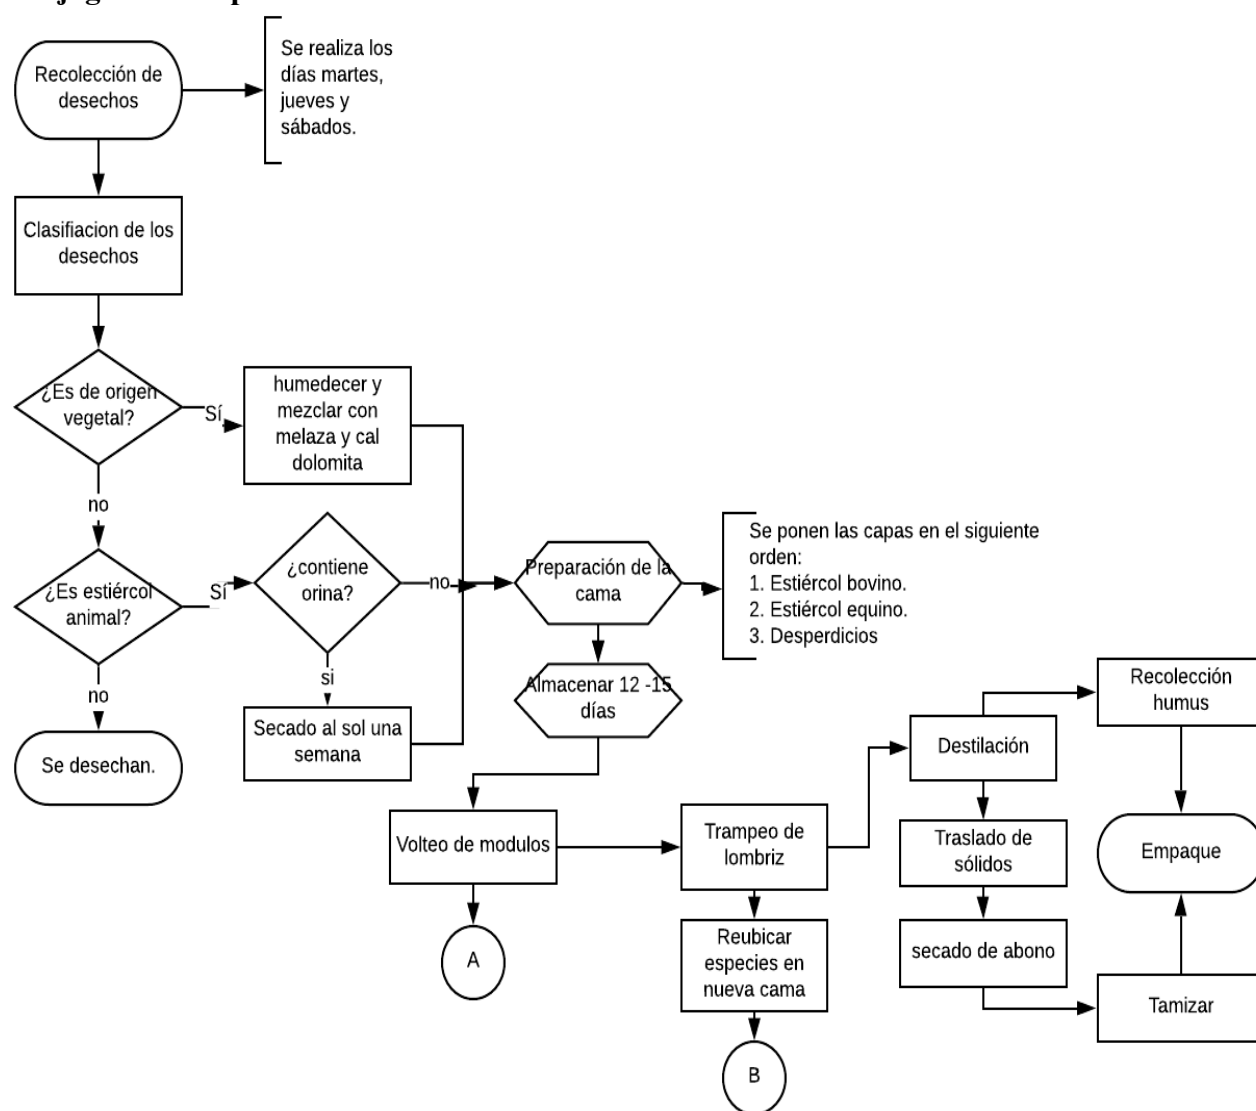 Recolección de
desechos
Se realiza los
días martes,
jueves y
sábados.
Clasifiacion de los
desechos
¿Es de origen
vegetal?
Sí
humedecer y
mezclar con
melaza y cal
dolomita
no
¿Es estiércol
animal?
Sí
¿contiene
orina?
no
Preparación de la
cama
Se ponen las capas en el siguiente
orden:
1. Estiércol bovino.
2. Estiércol equino.
3. Desperdicios
no
Se desechan.
si
Secado al sol una
semana
Almacenar 12 -15
días
Volteo de modulos
A
Trampeo de
lombriz
Reubicar
especies en
nueva cama
B
Destilación
Traslado de
sólidos
secado de abono
Recolección
humus
Empaque
Tamizar